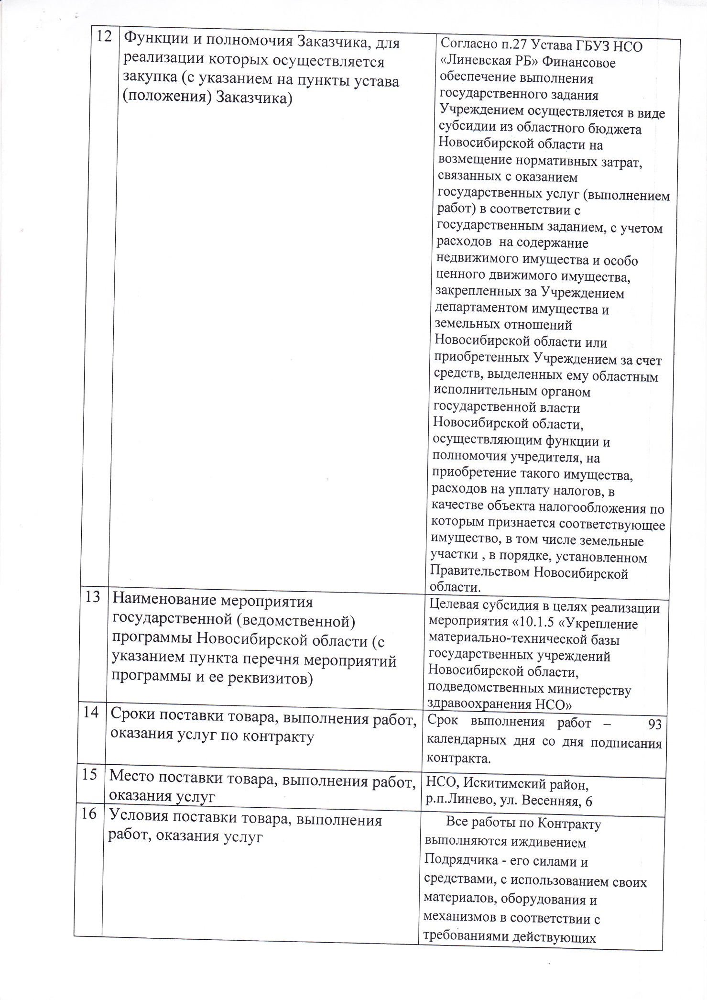 12
Функции и полномочия Заказчика, для
реализации которых осуществляется
закупка (с указанием на пункты устава
(положения) Заказчика)
Согласно п.27 Устава ГБУЗ НСО
«Линевская РБ» Финансовое
обеспечение выполнения
государственного задания
Учреждением осуществляется в виде
субсидии из областного бюджета
Новосибирской области на
возмещение нормативных затрат,
связанных с оказанием
государственных услуг (выполнением
работ) в соответствии с
государственным заданием, с учетом
расходов на содержание
недвижимого имущества и особо
ценного движимого имущества,
закрепленных за Учреждением
департаментом имущества и
земельных отношений
Новосибирской области или
приобретенных Учреждением за счет
средств, выделенных ему областным
исполнительным органом
государственной власти
Новосибирской области,
осуществляющим функции и
полномочия учредителя, на
приобретение такого имущества,
расходов на уплату налогов, в
качестве объекта налогообложения по
которым признается соответствующее
имущество, в том числе земельные
участки , в порядке, установленном
Правительством Новосибирской
области.
13
Наименование мероприятия
государственной (ведомственной)
программы Новосибирской области (с
указанием пункта перечня мероприятий
программы и ее реквизитов)
Целевая субсидия в целях реализации
мероприятия «10.1.5 «Укрепление
материально-технической базы
государственных учреждений
Новосибирской области,
подведомственных министерству
здравоохранения НСО»
14
Сроки поставки товара, выполнения работ,
оказания услуг по контракту
Срок выполнения работ – 93
календарных дня со дня подписания
контракта.
15
Место поставки товара, выполнения работ,
оказания услуг
НСО, Искитимский район,
р.п.Линево, ул. Весенняя, 6
16
Условия поставки товара, выполнения
работ, оказания услуг
Все работы по Контракту
выполняются иждивением
Подрядчика - его силами и
средствами, с использованием своих
материалов, оборудования и
механизмов в соответствии с
требованиями действующих